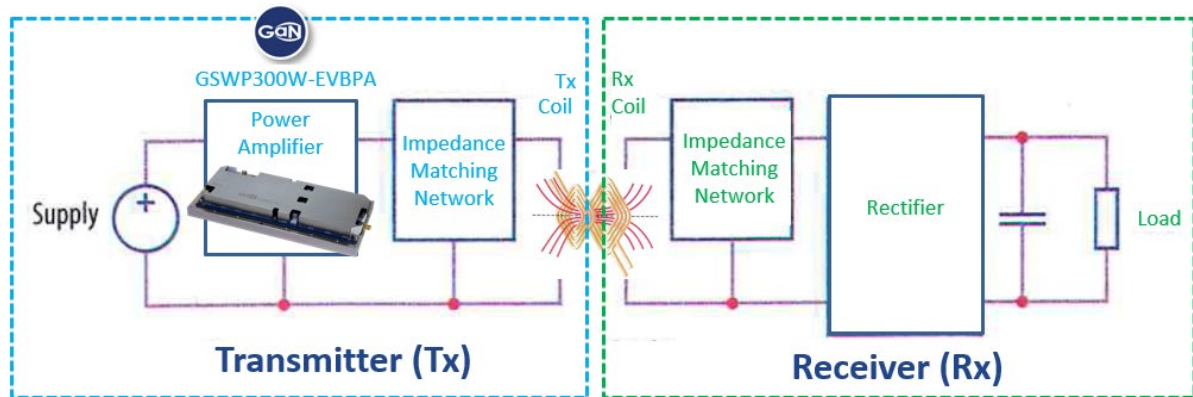 GaN
GSWP300W-EVBPA
Power
Amplifier
Impedance
Matching
Network
Tx
Coil
Supply
+
Transmitter (Tx)
Rx
Coil
Impedance
Matching
Network
Rectifier
Load
Receiver (Rx)